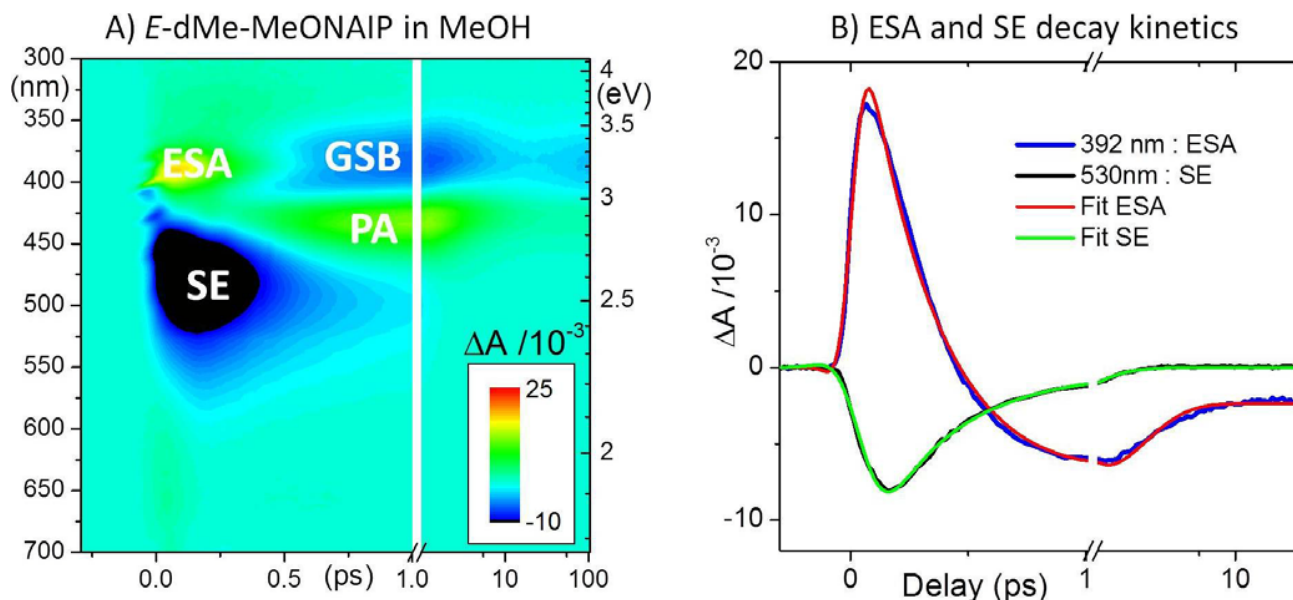 A) E-dMe-MeONAIP in MeOH
B) ESA and SE decay kinetics
300
(nm)
350
400
450
500
550
600
650
700
4
(eV)
3.5
3
2.5
2
ESA
GSB
PA
SE
ΔA /10⁻³
25
-10
0.0
0.5
(ps)
1.0
10
100
20
10
0
-10
ΔA /10⁻³
392 nm : ESA
530nm : SE
Fit ESA
Fit SE
0
Delay (ps)
1
10